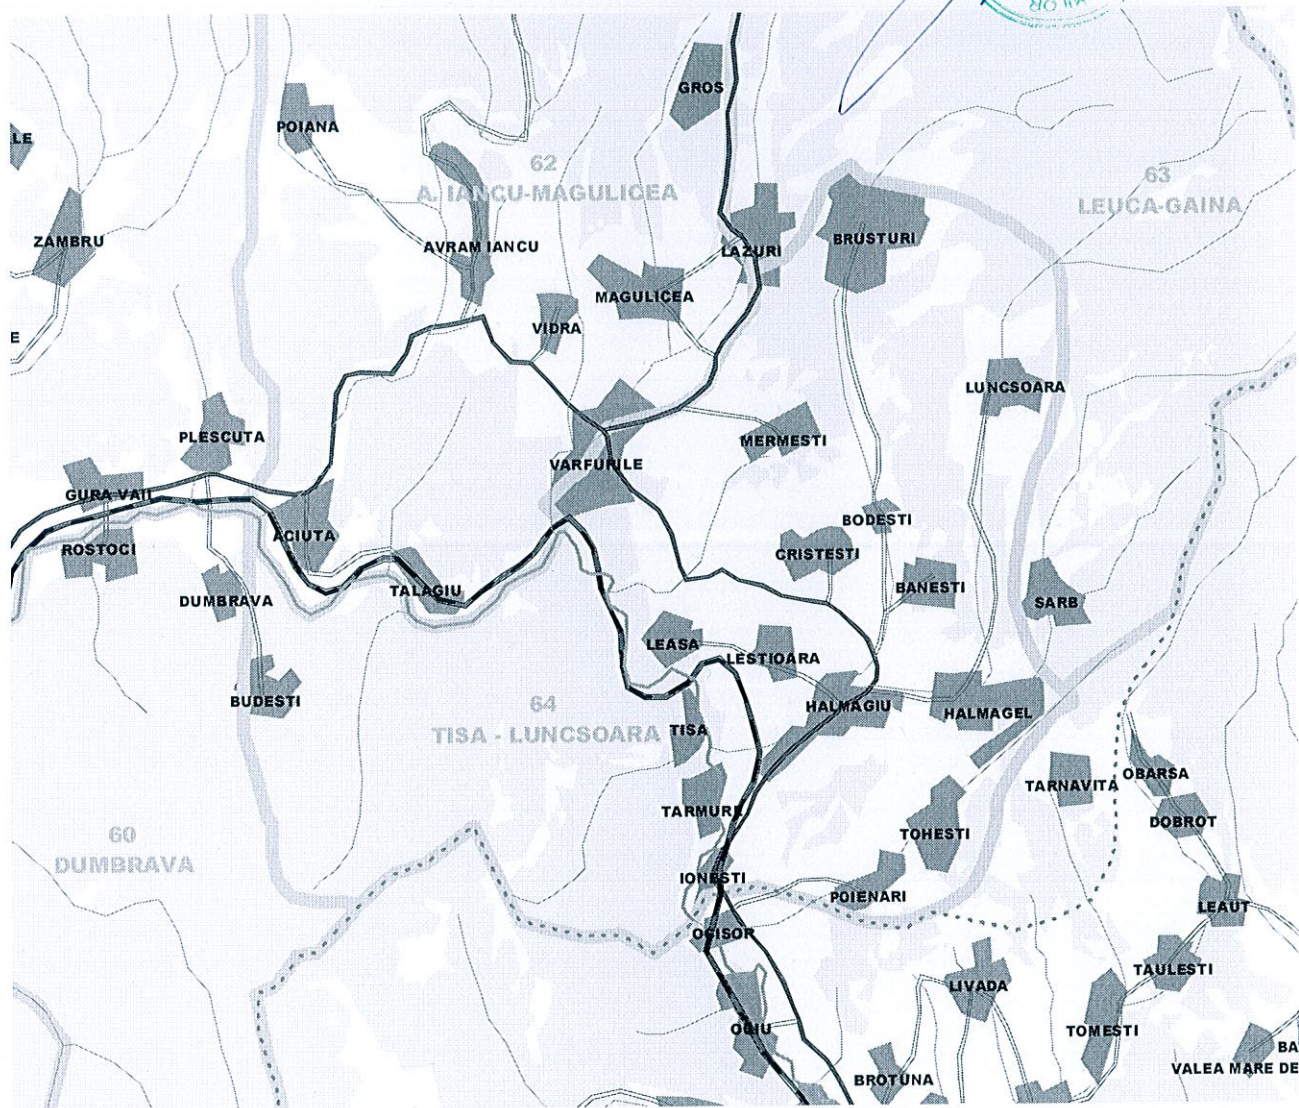 ROLIM
GROS
POIANA
LE
62
A. IANCU-MAGULICEA
63
LEUCA-GAINA
ZAMBRU
AVRAM IANCU
LAZURI
BRUSTURI
MAGULICEA
VIDRA
E
LUNCSOARA
PLESCUTA
MERMESTI
VARFURILE
GURA VAII
BODESTI
ACIUTA
ROSTOCI
CRISTESTI
TALAGIU
BANESTI
DUMBRAVA
SARB
LEASA
LESTIOARA
BUDESTI
64
TISA - LUNCSOARA
HALMAGIU
HALMAGEL
TISA
OBARSA
TARNAVITA
TARMURE
DOBROT
60
DUMBRAVA
TOHESTI
IONESTI
POIENARI
LEAUT
OCISOR
TAULESTI
LIVADA
OCIU
TOMESTI
BA
VALEA MARE DE
BROTUNA